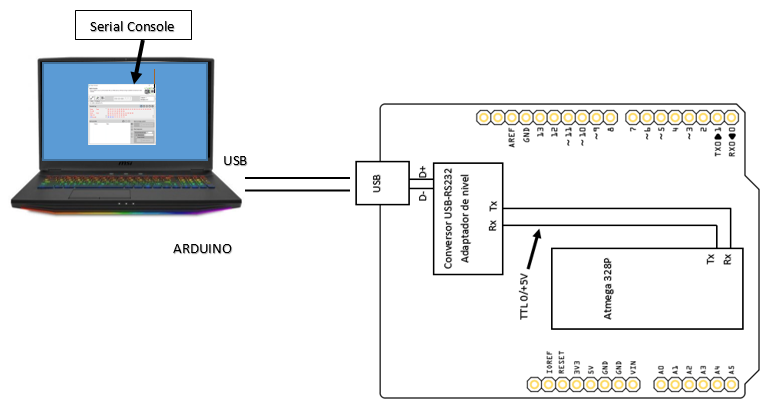 Serial Console
USB
ARDUINO
USB
D+
D-
Conversor USB-RS232
Adaptador de nivel
Tx
Rx
TTL 0/+5V
Atmega 328P
Tx
Rx
AREF
GND
13
12
~11
~10
~9
8
7
~6
~5
4
~3
2
TX0▶1
RX0◀0
IOREF
RESET
3V3
5V
GND
GND
VIN
A0
A1
A2
A3
A4
A5